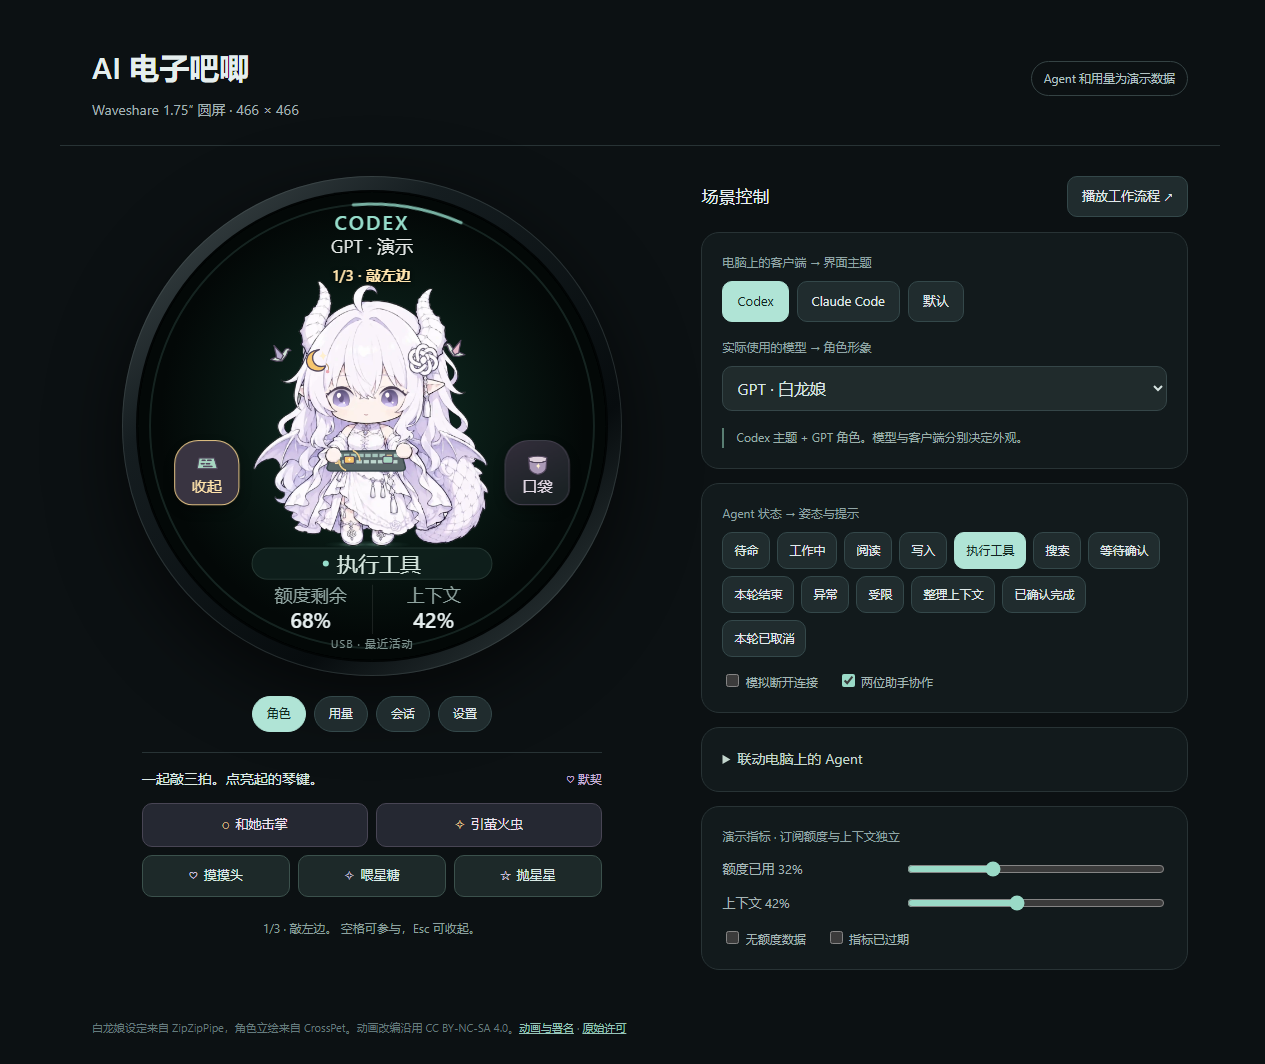 AI 电子吧唧
Waveshare 1.75" 圆屏 · 466 × 466
Agent 和用量为演示数据
CODEX
GPT · 演示
1/3 · 敲左边
收起
口袋
• 执行工具
额度剩余
上下文
68%
42%
USB · 最近活动
角色
用量
会话
设置
一起敲三拍。点亮起的琴键。
♡ 默契
○ 和她击掌
✧ 引萤火虫
♡ 摸摸头
✧ 喂星糖
☆ 抛星星
1/3 · 敲左边。 空格可参与，Esc 可收起。
场景控制
播放工作流程 ↗
电脑上的客户端 → 界面主题
Codex
Claude Code
默认
实际使用的模型 → 角色形象
GPT · 白龙娘
Codex 主题 + GPT 角色。模型与客户端分别决定外观。
Agent 状态 → 姿态与提示
待命
工作中
阅读
写入
执行工具
搜索
等待确认
本轮结束
异常
受限
整理上下文
已确认完成
本轮已取消
模拟断开连接
两位助手协作
▶ 联动电脑上的 Agent
演示指标 · 订阅额度与上下文独立
额度已用 32%
上下文 42%
无额度数据
指标已过期
白龙娘设定来自 ZipZipPipe，角色立绘来自 CrossPet。动画改编沿用 CC BY-NC-SA 4.0。动画与署名 · 原始许可